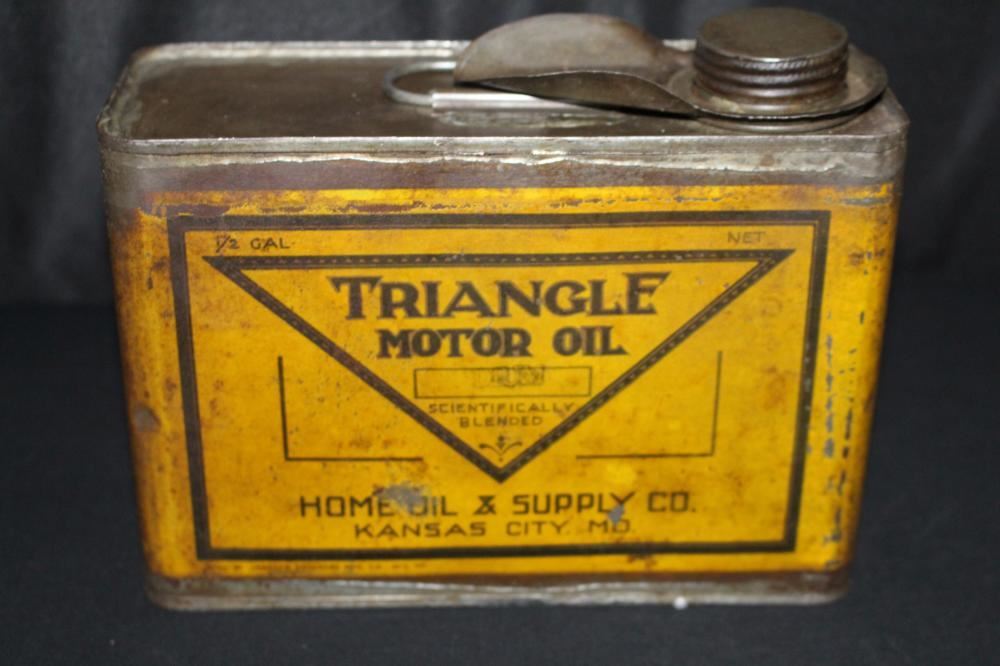 1/2 GAL.
NET
TRIANGLE
MOTOR OIL
SCIENTIFICALLY
BLENDED
HOME OIL & SUPPLY CO.
KANSAS CITY. MO.